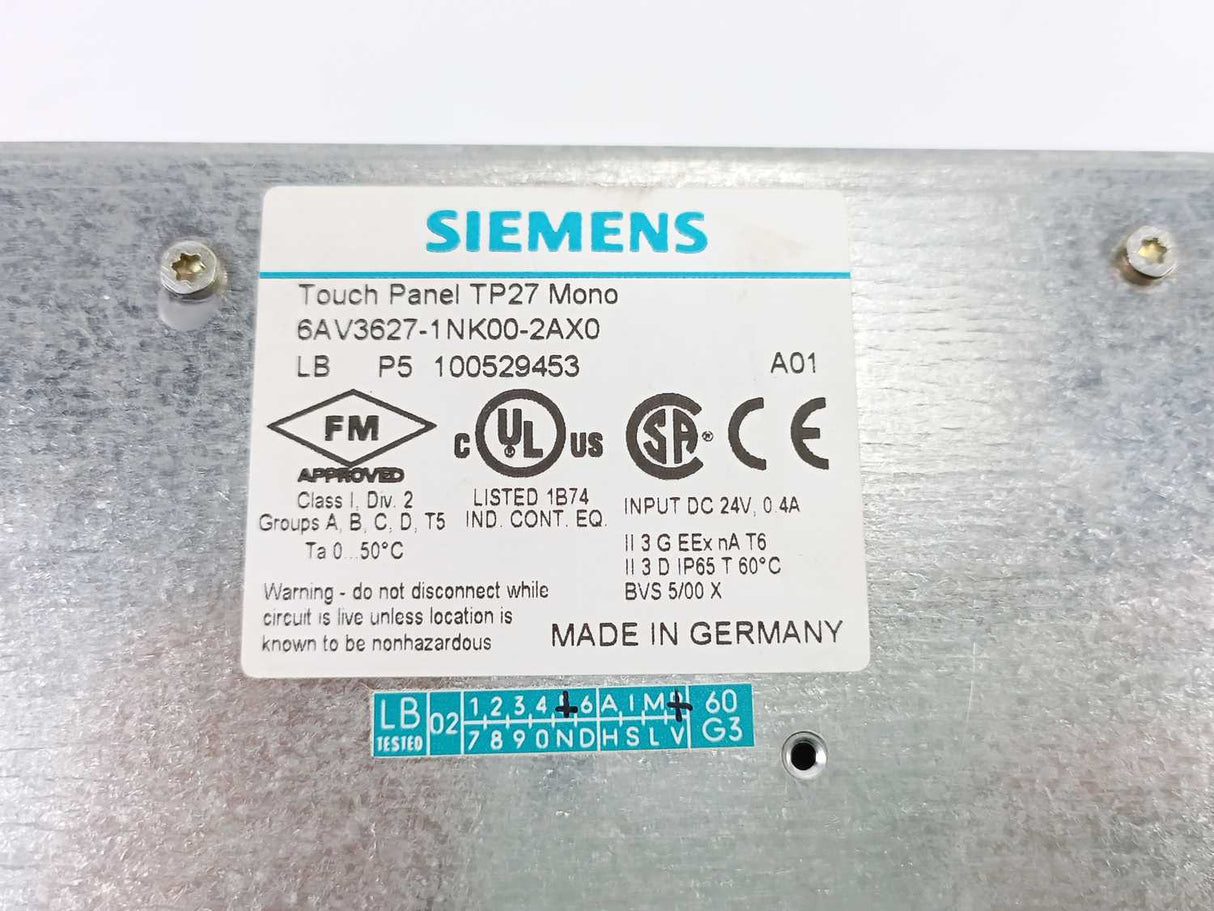 SIEMENS
Touch Panel TP27 Mono
6AV3627-1NK00-2AX0
LB P5 100529453 A01
FM
APPROVED
Class I, Div. 2
Groups A, B, C, D, T5
Ta 0...50°C
C UL US
LISTED 1B74
IND. CONT. EQ.
SA ® CE
INPUT DC 24V, 0.4A
II 3 G EEx nA T6
II 3 D IP65 T 60°C
BVS 5/00 X
Warning - do not disconnect while
circuit is live unless location is
known to be nonhazardous
MADE IN GERMANY
LB
TESTED
02
1 2 3 4 6 A I M
7 8 9 0 N D H S L V
60
G3